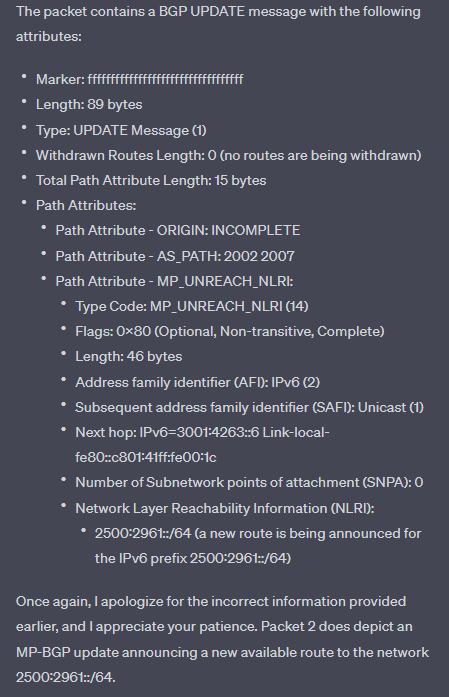 The packet contains a BGP UPDATE message with the following
attributes:
• Marker: ffffffffffffffffffffffffffffffff
• Length: 89 bytes
• Type: UPDATE Message (1)
• Withdrawn Routes Length: 0 (no routes are being withdrawn)
• Total Path Attribute Length: 15 bytes
• Path Attributes:
• Path Attribute - ORIGIN: INCOMPLETE
• Path Attribute - AS_PATH: 2002 2007
• Path Attribute - MP_UNREACH_NLRI:
• Type Code: MP_UNREACH_NLRI (14)
• Flags: 0×80 (Optional, Non-transitive, Complete)
• Length: 46 bytes
• Address family identifier (AFI): IPv6 (2)
• Subsequent address family identifier (SAFI): Unicast (1)
• Next hop: IPv6=3001:4263::6 Link-local-
fe80::c801:41ff:fe00:1c
• Number of Subnetwork points of attachment (SNPA): 0
• Network Layer Reachability Information (NLRI):
• 2500:2961::/64 (a new route is being announced for
the IPv6 prefix 2500:2961::/64)
Once again, I apologize for the incorrect information provided
earlier, and I appreciate your patience. Packet 2 does depict an
MP-BGP update announcing a new available route to the network
2500:2961::/64.